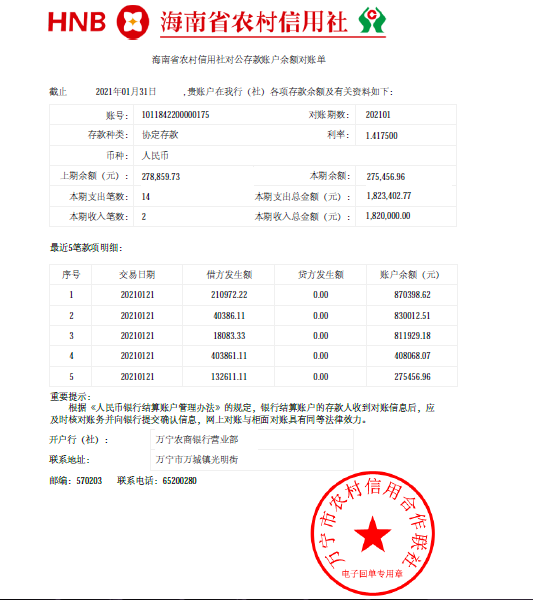 HNB 海南省农村信用社
海南省农村信用社对公存款账户余额对账单
截止 2021年01月31日 ,贵账户在我行（社）各项存款余额及有关资料如下：
账号： 1011842200000175 对账期数： 202101
存款种类： 协定存款 利率： 1.417500
币种： 人民币
上期余额（元）： 278,859.73 本期余额： 275,456.96
本期支出笔数： 14 本期支出总金额（元）： 1,823,402.77
本期收入笔数： 2 本期收入总金额（元）： 1,820,000.00
最近5笔款项明细：
序号 交易日期 借方发生额 贷方发生额 账户余额（元）
1 20210121 210972.22 0.00 870398.62
2 20210121 40386.11 0.00 830012.51
3 20210121 18083.33 0.00 811929.18
4 20210121 403861.11 0.00 408068.07
5 20210121 132611.11 0.00 275456.96
重要提示：
根据《人民币银行结算账户管理办法》的规定，银行结算账户的存款人收到对账信息后，应
及时核对账务并向银行提交确认信息，网上对账与柜面对账具有同等法律效力。
开户行（社）： 万宁农商银行营业部
联系地址： 万宁市万城镇光明街
邮编：570203 联系电话：65200280
万宁市农村信用合作联社
电子回单专用章